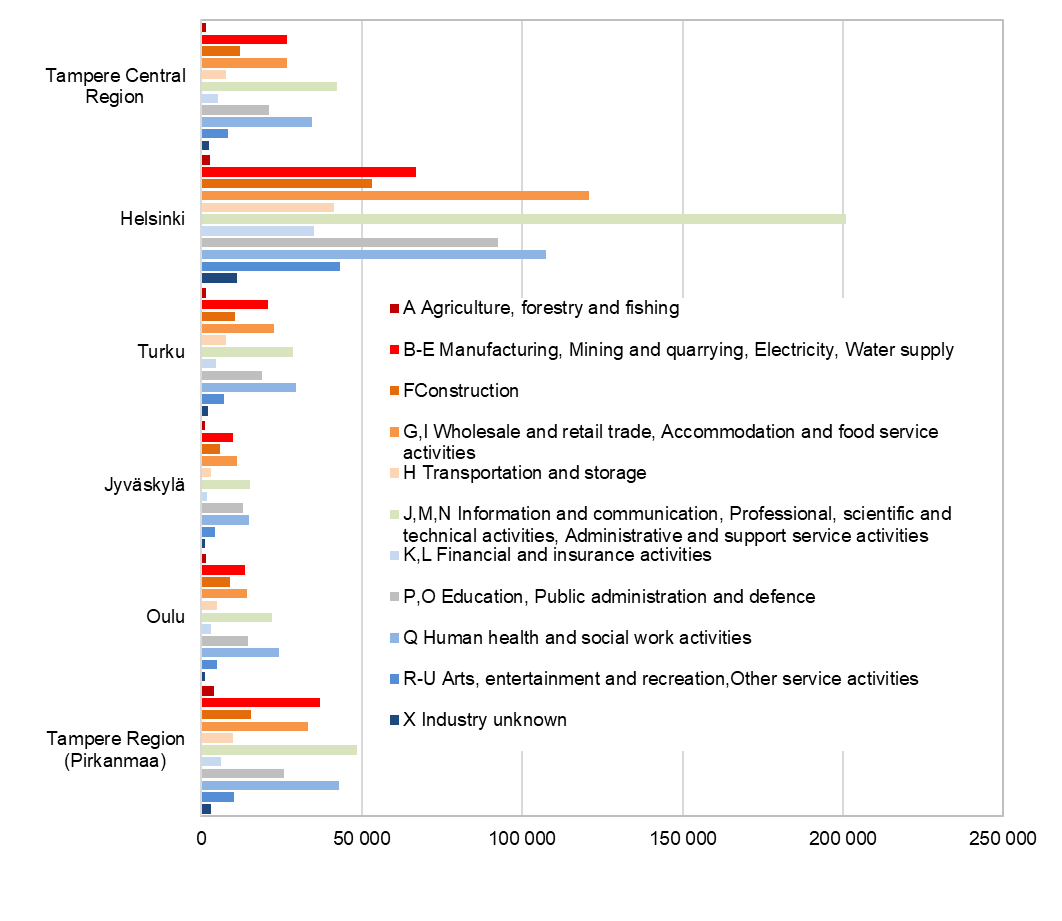 Tampere Central
Region
Helsinki
Turku
Jyväskylä
Oulu
Tampere Region
(Pirkanmaa)
A Agriculture, forestry and fishing
B-E Manufacturing, Mining and quarrying, Electricity, Water supply
FConstruction
G,I Wholesale and retail trade, Accommodation and food service
activities
H Transportation and storage
J,M,N Information and communication, Professional, scientific and
technical activities, Administrative and support service activities
K,L Financial and insurance activities
P,O Education, Public administration and defence
Q Human health and social work activities
R-U Arts, entertainment and recreation,Other service activities
X Industry unknown
0 50 000 100 000 150 000 200 000 250 000